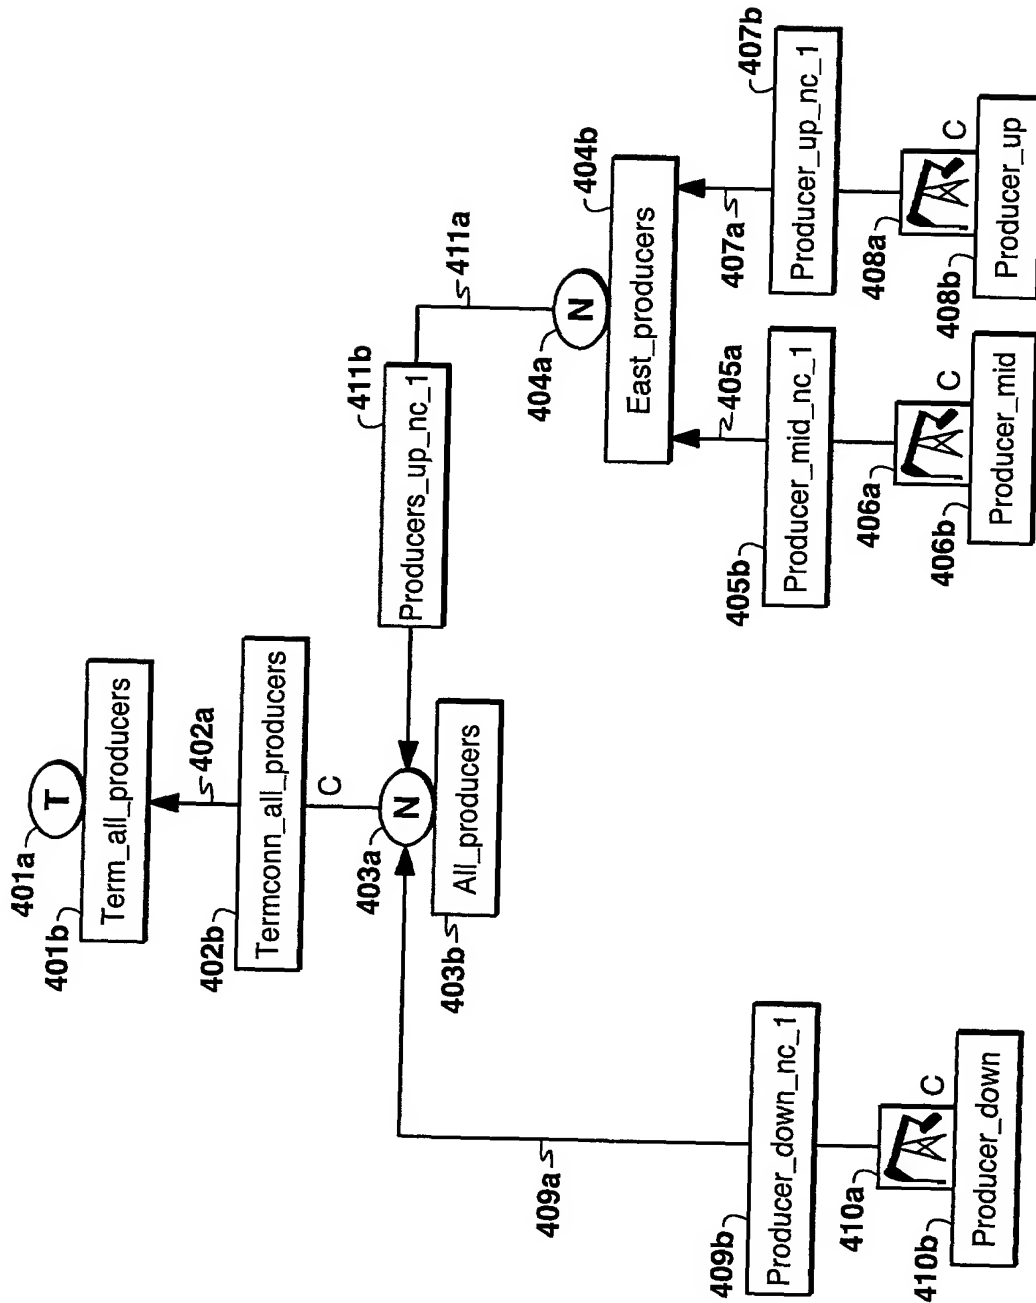 401a
T
401b
Term_all_producers
402a
402b
Termconn_all_producers
C
403a
N
403b
All_producers
411b
Producers_up_nc_1
411a
404a
N
404b
East_producers
405a
407a
405b
Producer_mid_nc_1
407b
Producer_up_nc_1
406a
C
406b
Producer_mid
408a
C
408b
Producer_up
409a
409b
Producer_down_nc_1
410a
C
410b
Producer_down